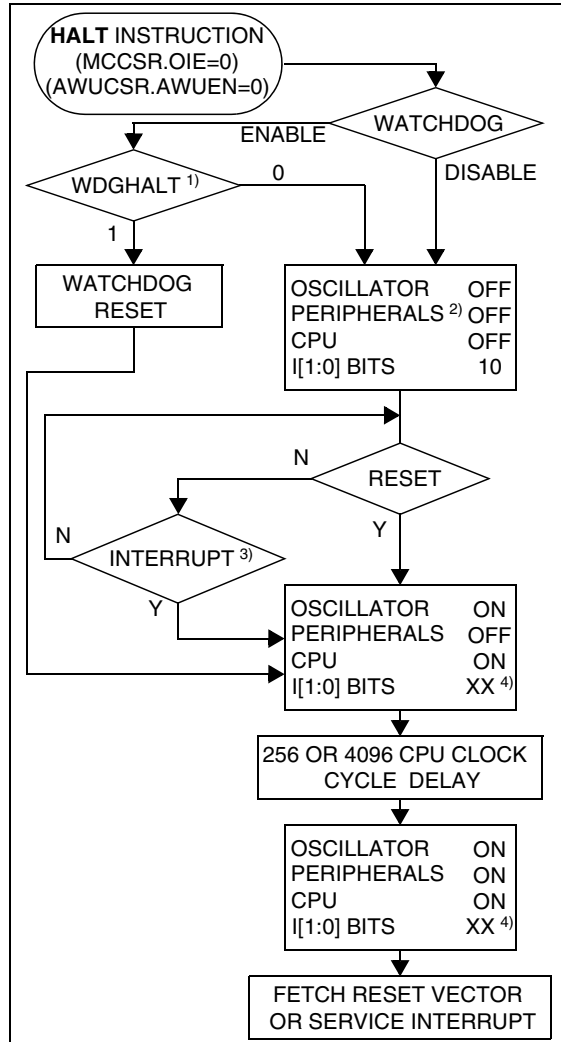 HALT INSTRUCTION
(MCCSR.OIE=0)
(AWUCSR.AWUEN=0)
WATCHDOG
ENABLE
DISABLE
WDGHALT 1)
0
1
WATCHDOG
RESET
OSCILLATOR OFF
PERIPHERALS 2) OFF
CPU OFF
I[1:0] BITS 10
N
RESET
Y
N
INTERRUPT 3)
Y
OSCILLATOR ON
PERIPHERALS OFF
CPU ON
I[1:0] BITS XX 4)
256 OR 4096 CPU CLOCK
CYCLE DELAY
OSCILLATOR ON
PERIPHERALS ON
CPU ON
I[1:0] BITS XX 4)
FETCH RESET VECTOR
OR SERVICE INTERRUPT